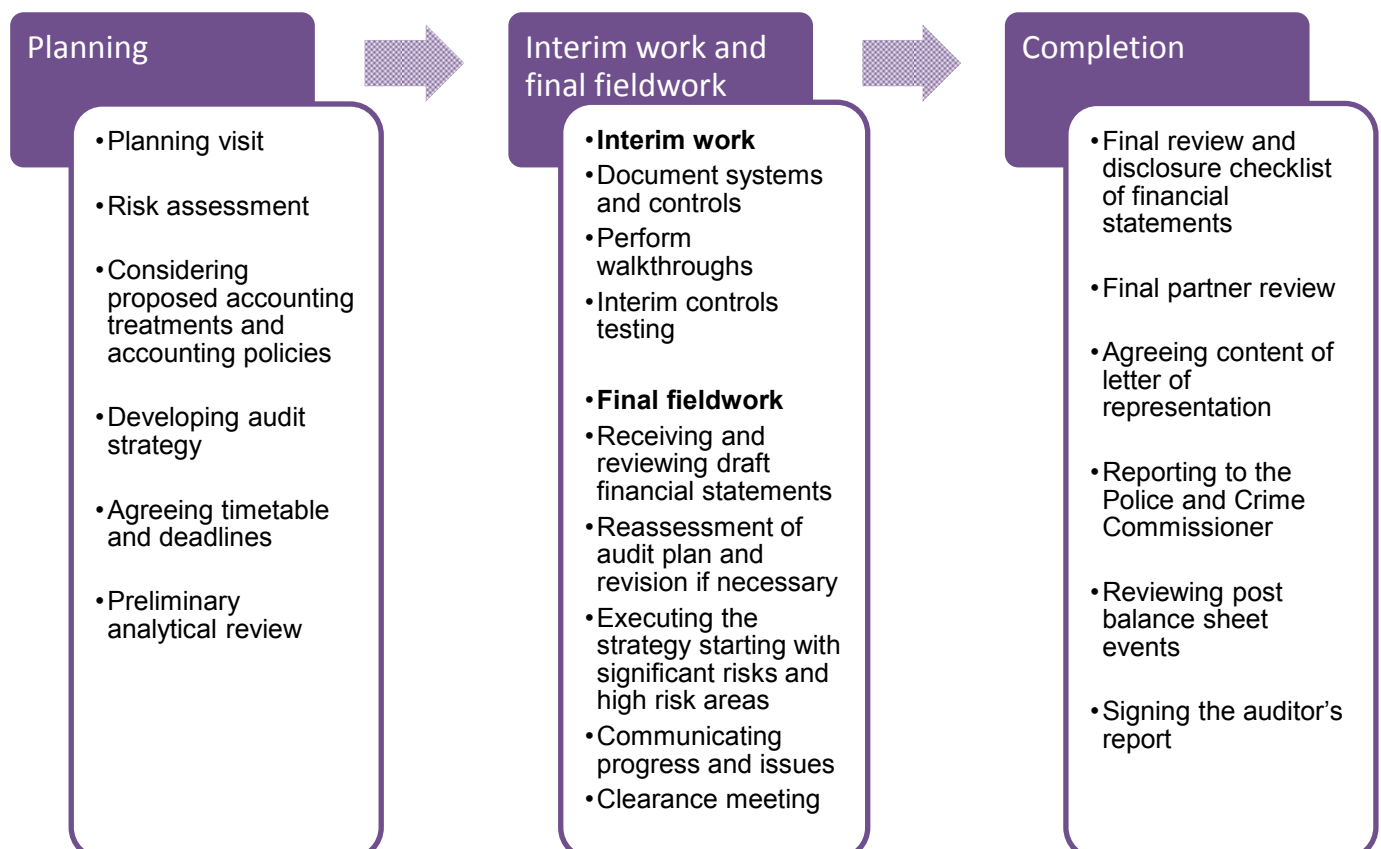 Planning
•Planning visit
•Risk assessment
•Considering
proposed accounting
treatments and
accounting policies
•Developing audit
strategy
•Agreeing timetable
and deadlines
•Preliminary
analytical review
Interim work and
final fieldwork
•Interim work
•Document systems
and controls
•Perform
walkthroughs
•Interim controls
testing
•Final fieldwork
•Receiving and
reviewing draft
financial statements
•Reassessment of
audit plan and
revision if necessary
•Executing the
strategy starting with
significant risks and
high risk areas
•Communicating
progress and issues
•Clearance meeting
Completion
•Final review and
disclosure checklist
of financial
statements
•Final partner review
•Agreeing content of
letter of
representation
•Reporting to the
Police and Crime
Commissioner
•Reviewing post
balance sheet
events
•Signing the auditor’s
report